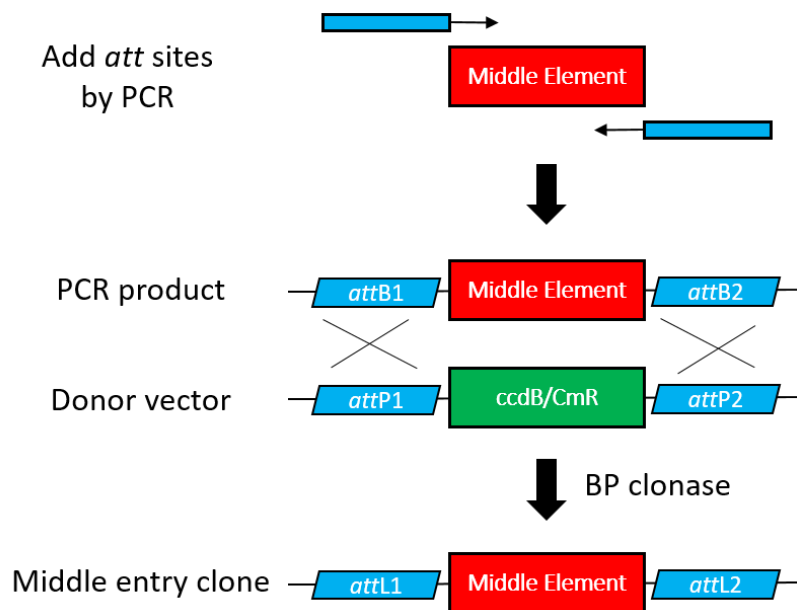 Add att sites
by PCR
Middle Element
PCR product
attB1
Middle Element
attB2
Donor vector
attP1
ccdB/CmR
attP2
BP clonase
Middle entry clone
attL1
Middle Element
attL2